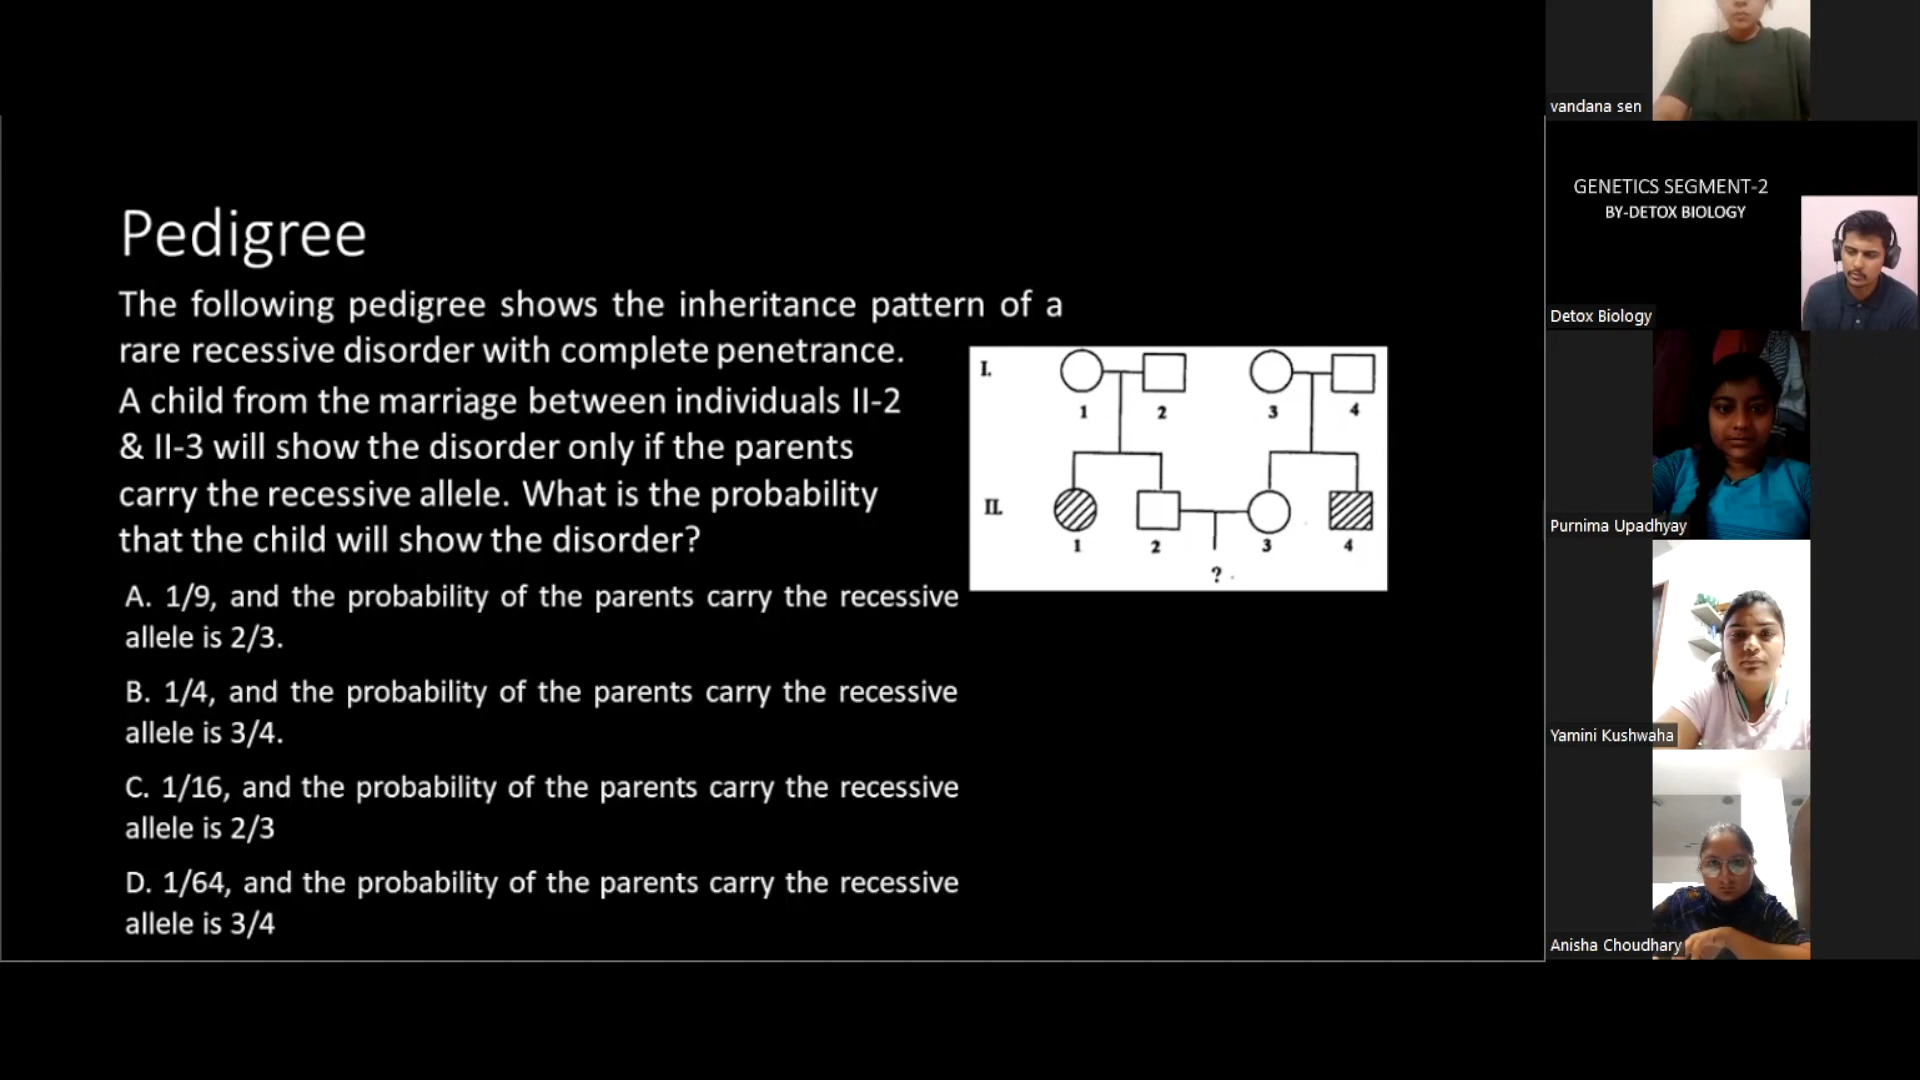 Pedigree
The following pedigree shows the inheritance pattern of a
rare recessive disorder with complete penetrance.
A child from the marriage between individuals II-2
& II-3 will show the disorder only if the parents
carry the recessive allele. What is the probability
that the child will show the disorder?
A. 1/9, and the probability of the parents carry the recessive
allele is 2/3.
B. 1/4, and the probability of the parents carry the recessive
allele is 3/4.
C. 1/16, and the probability of the parents carry the recessive
allele is 2/3
D. 1/64, and the probability of the parents carry the recessive
allele is 3/4
I.
1 2 3 4
II.
1 2 3 4
?
vandana sen
GENETICS SEGMENT-2
BY-DETOX BIOLOGY
Detox Biology
Purnima Upadhyay
Yamini Kushwaha
Anisha Choudhary